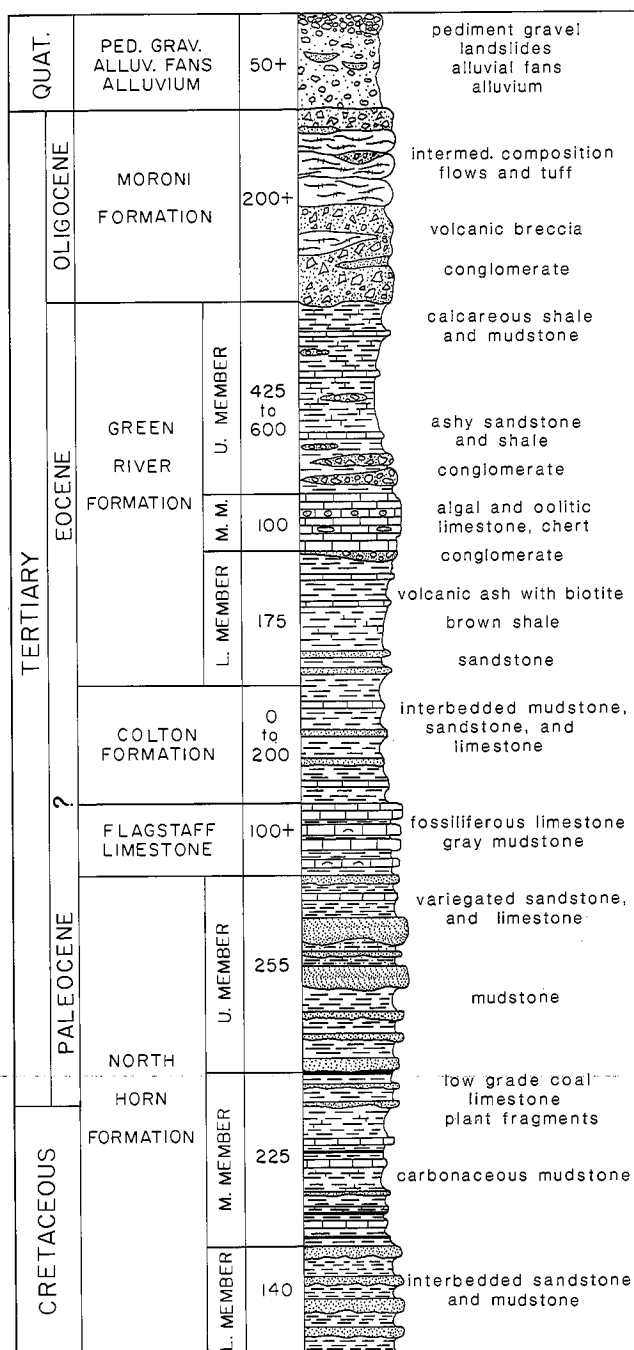 QUAT.
PED. GRAV.
ALLUV. FANS
ALLUVIUM
50+
pediment gravel
landslides
alluvial fans
alluvium
TERTIARY
OLIGOCENE
MORONI
FORMATION
200+
intermed. composition
flows and tuff
volcanic breccia
conglomerate
EOCENE
GREEN
RIVER
FORMATION
U. MEMBER
425
to
600
calcareous shale
and mudstone
ashy sandstone
and shale
conglomerate
M. M.
100
algal and oolitic
limestone, chert
conglomerate
L. MEMBER
175
volcanic ash with biotite
brown shale
sandstone
COLTON
FORMATION
0
to
200
interbedded mudstone,
sandstone, and
limestone
?
FLAGSTAFF
LIMESTONE
100+
fossiliferous limestone
gray mudstone
PALEOCENE
NORTH
HORN
FORMATION
U. MEMBER
255
variegated sandstone,
and limestone
mudstone
CRETACEOUS
M. MEMBER
225
low grade coal
limestone
plant fragments
carbonaceous mudstone
L. MEMBER
140
interbedded sandstone
and mudstone